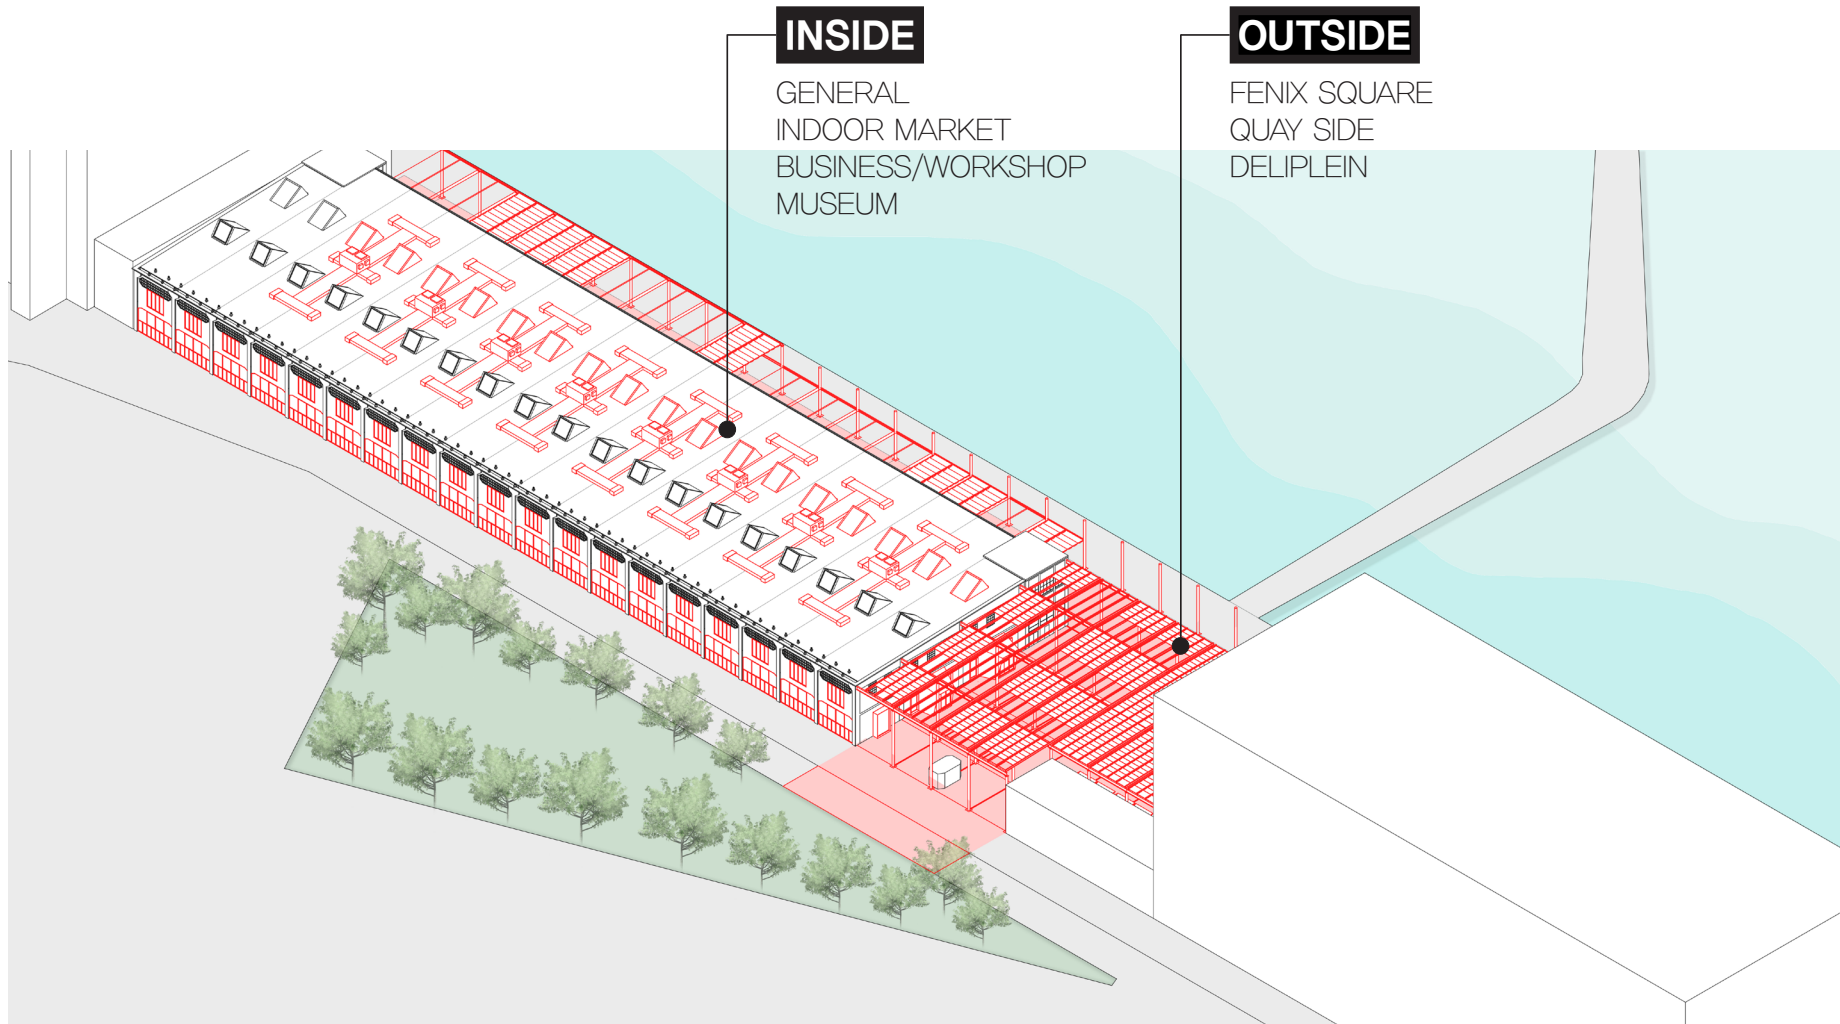 INSIDE
GENERAL
INDOOR MARKET
BUSINESS/WORKSHOP
MUSEUM
OUTSIDE
FENIX SQUARE
QUAY SIDE
DELIPLEIN